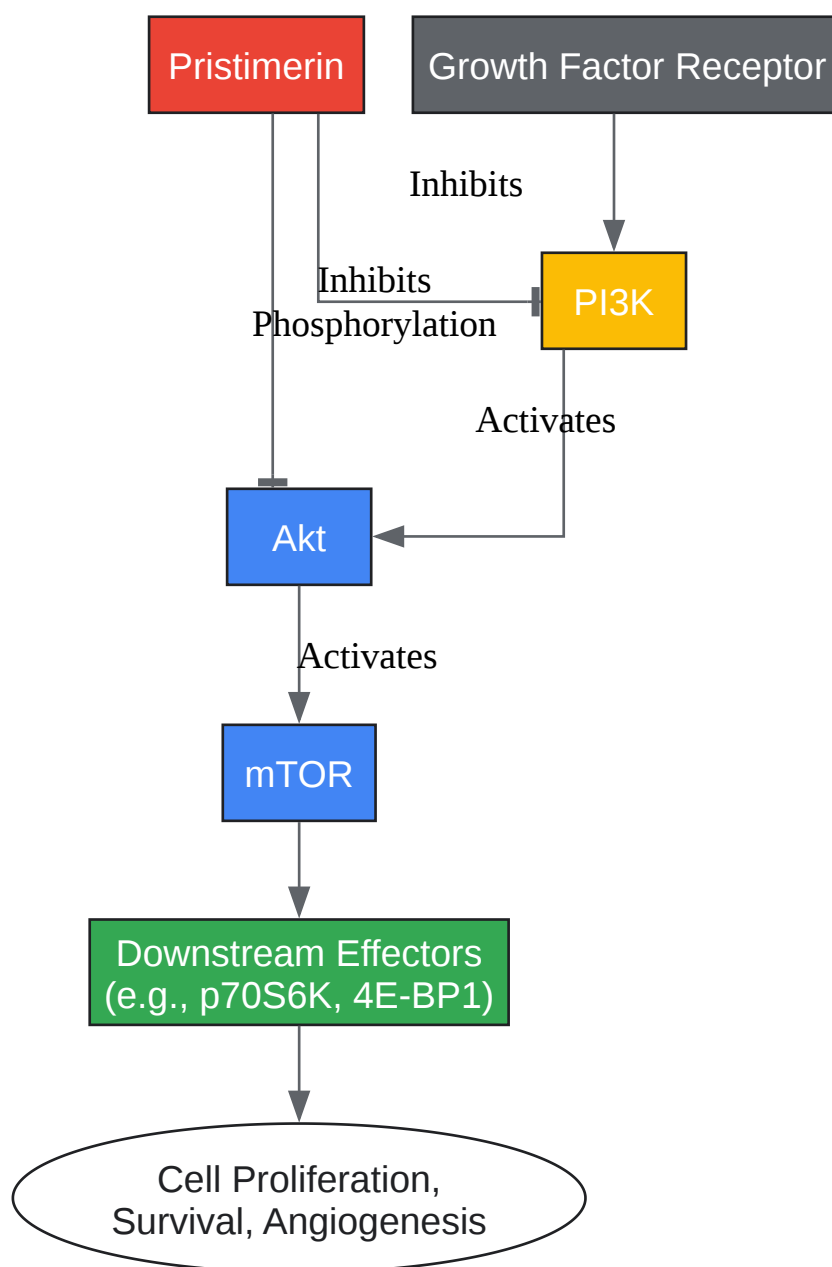 Pristimerin
Growth Factor Receptor
Inhibits
Inhibits
Phosphorylation
PI3K
Activates
Akt
Activates
mTOR
Downstream Effectors
(e.g., p70S6K, 4E-BP1)
Cell Proliferation,
Survival, Angiogenesis